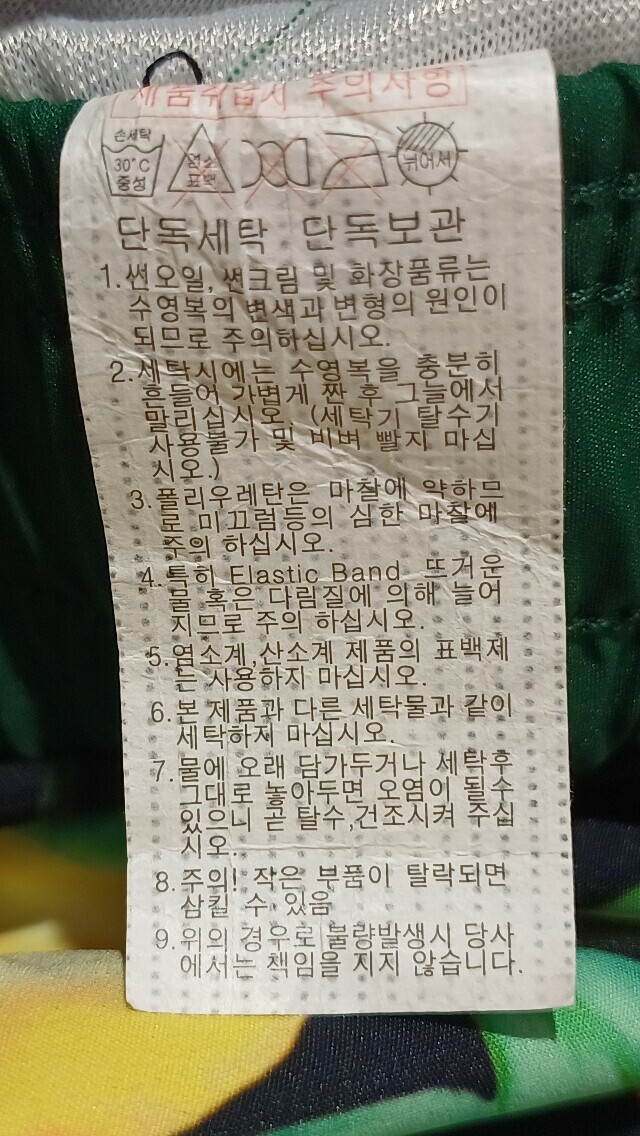 제품취급시 주의사항
손세탁
30°C
중성
염소
표백
뉘어서
단독세탁 단독보관
1.썬오일, 썬크림 및 화장품류는
수영복의 변색과 변형의 원인이
되므로 주의하십시오.
2.세탁시에는 수영복을 충분히
흔들어 가볍게 짠 후 그늘에서
말리십시오. (세탁기 탈수기
사용불가 및 비벼 빨지 마십
시오.)
3.폴리우레탄은 마찰에 약하므
로 미끄럼등의 심한 마찰에
주의 하십시오.
4.특히 Elastic Band 뜨거운
물 혹은 다림질에 의해 늘어
지므로 주의 하십시오.
5.염소계,산소계 제품의 표백제
는 사용하지 마십시오.
6.본 제품과 다른 세탁물과 같이
세탁하지 마십시오.
7.물에 오래 담가두거나 세탁후
그대로 놓아두면 오염이 될수
있으니 곧 탈수,건조시켜 주십
시오.
8.주의! 작은 부품이 탈락되면
삼킬 수 있음
9.위의 경우로 불량발생시 당사
에서는 책임을 지지 않습니다.